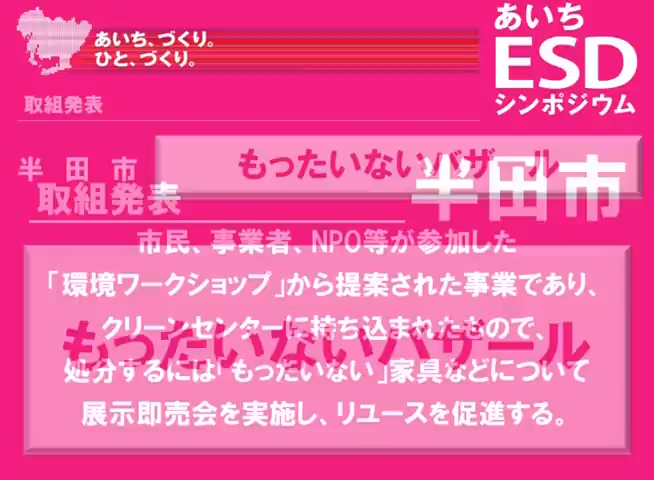 あいち、づくり。
ひと、づくり。
あいち
ESD
シンポジウム
取組発表
半田市
もったいないバザール
取組発表
半田市
市民、事業者、NPO等が参加した
「環境ワークショップ」から提案された事業であり、
クリーンセンターに持ち込まれたもので、
処分するには「もったいない」家具などについて
展示即売会を実施し、リユースを促進する。
もったいないバザール